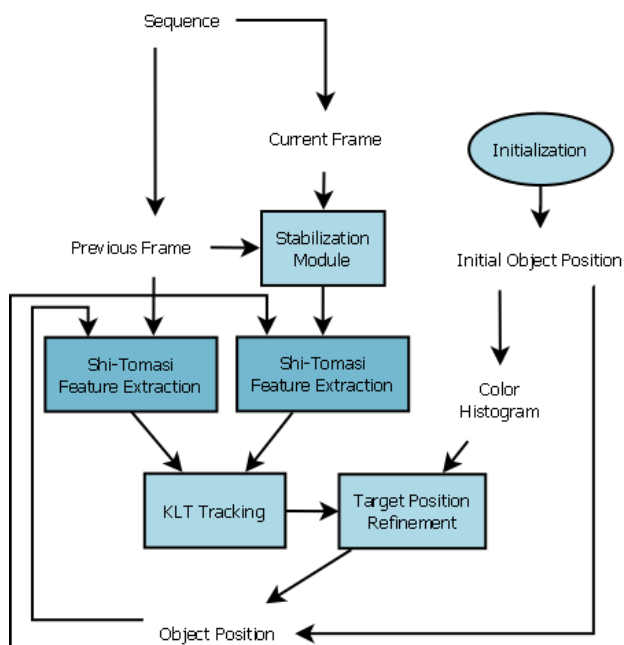 Sequence
Current Frame
Initialization
Previous Frame
Stabilization
Module
Initial Object Position
Shi-Tomasi
Feature Extraction
Shi-Tomasi
Feature Extraction
Color
Histogram
KLT Tracking
Target Position
Refinement
Object Position